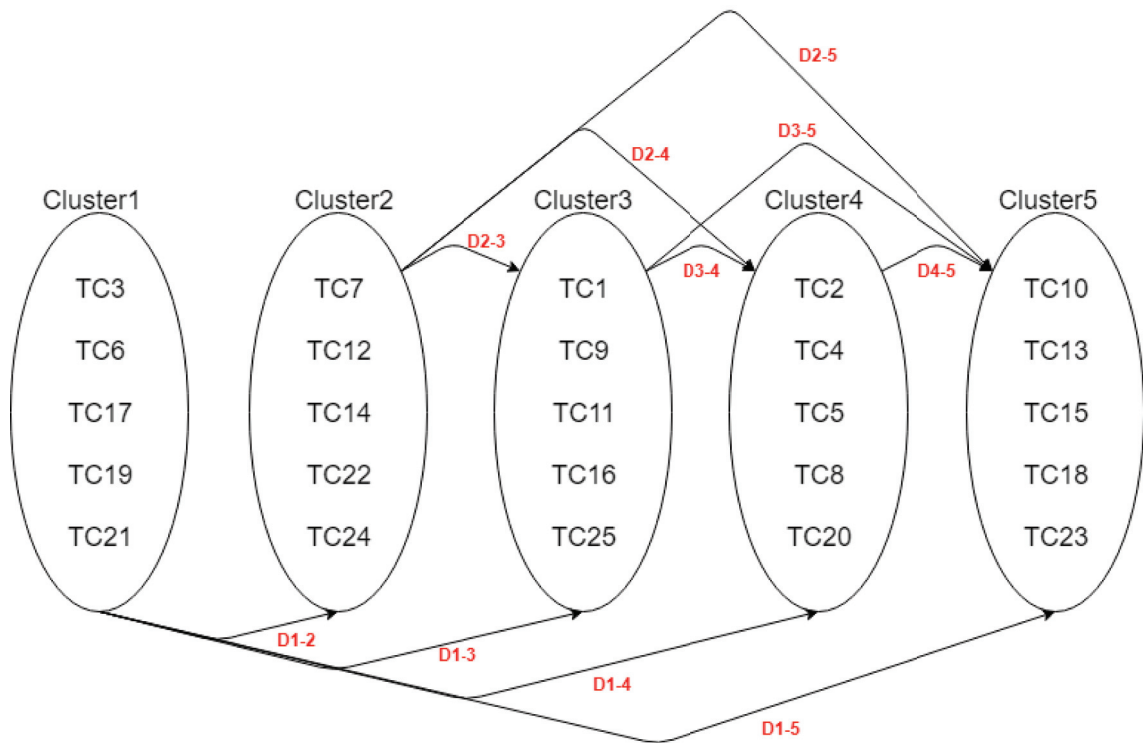 D2-5
D3-5
D2-4
Cluster1
Cluster2
Cluster3
Cluster4
Cluster5
D2-3
D3-4
D4-5
TC3
TC6
TC17
TC19
TC21
TC7
TC12
TC14
TC22
TC24
TC1
TC9
TC11
TC16
TC25
TC2
TC4
TC5
TC8
TC20
TC10
TC13
TC15
TC18
TC23
D1-2
D1-3
D1-4
D1-5